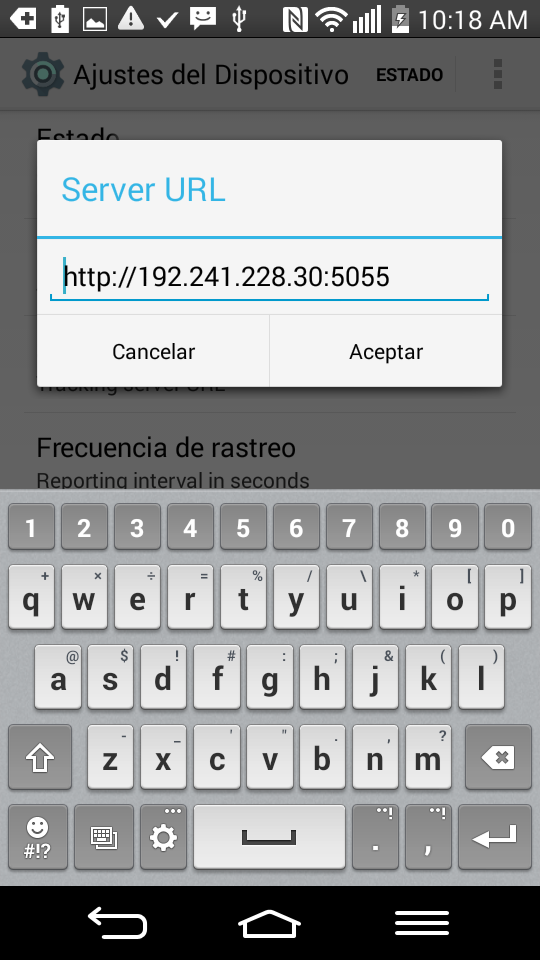 10:18 AM
Ajustes del Dispositivo ESTADO
Estado
Server URL
http://192.241.228.30:5055
Cancelar Aceptar
Tracking server URL
Frecuencia de rastreo
Reporting interval in seconds
1 2 3 4 5 6 7 8 9 0
+ × ÷ = % / \ * [ ]
q w e r t y u i o p
@ $ ! # : ; & ( )
a s d f g h j k l
- _ ' " . , ?
z x c v b n m
#!? . ,